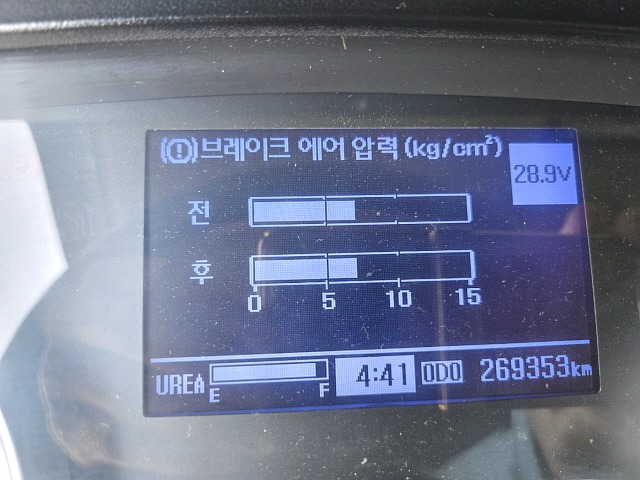 (!)브레이크 에어 압력 (kg/cm²)
28.9V
전
후
0 5 10 15
UREA E F 4:41 ODO 269353km